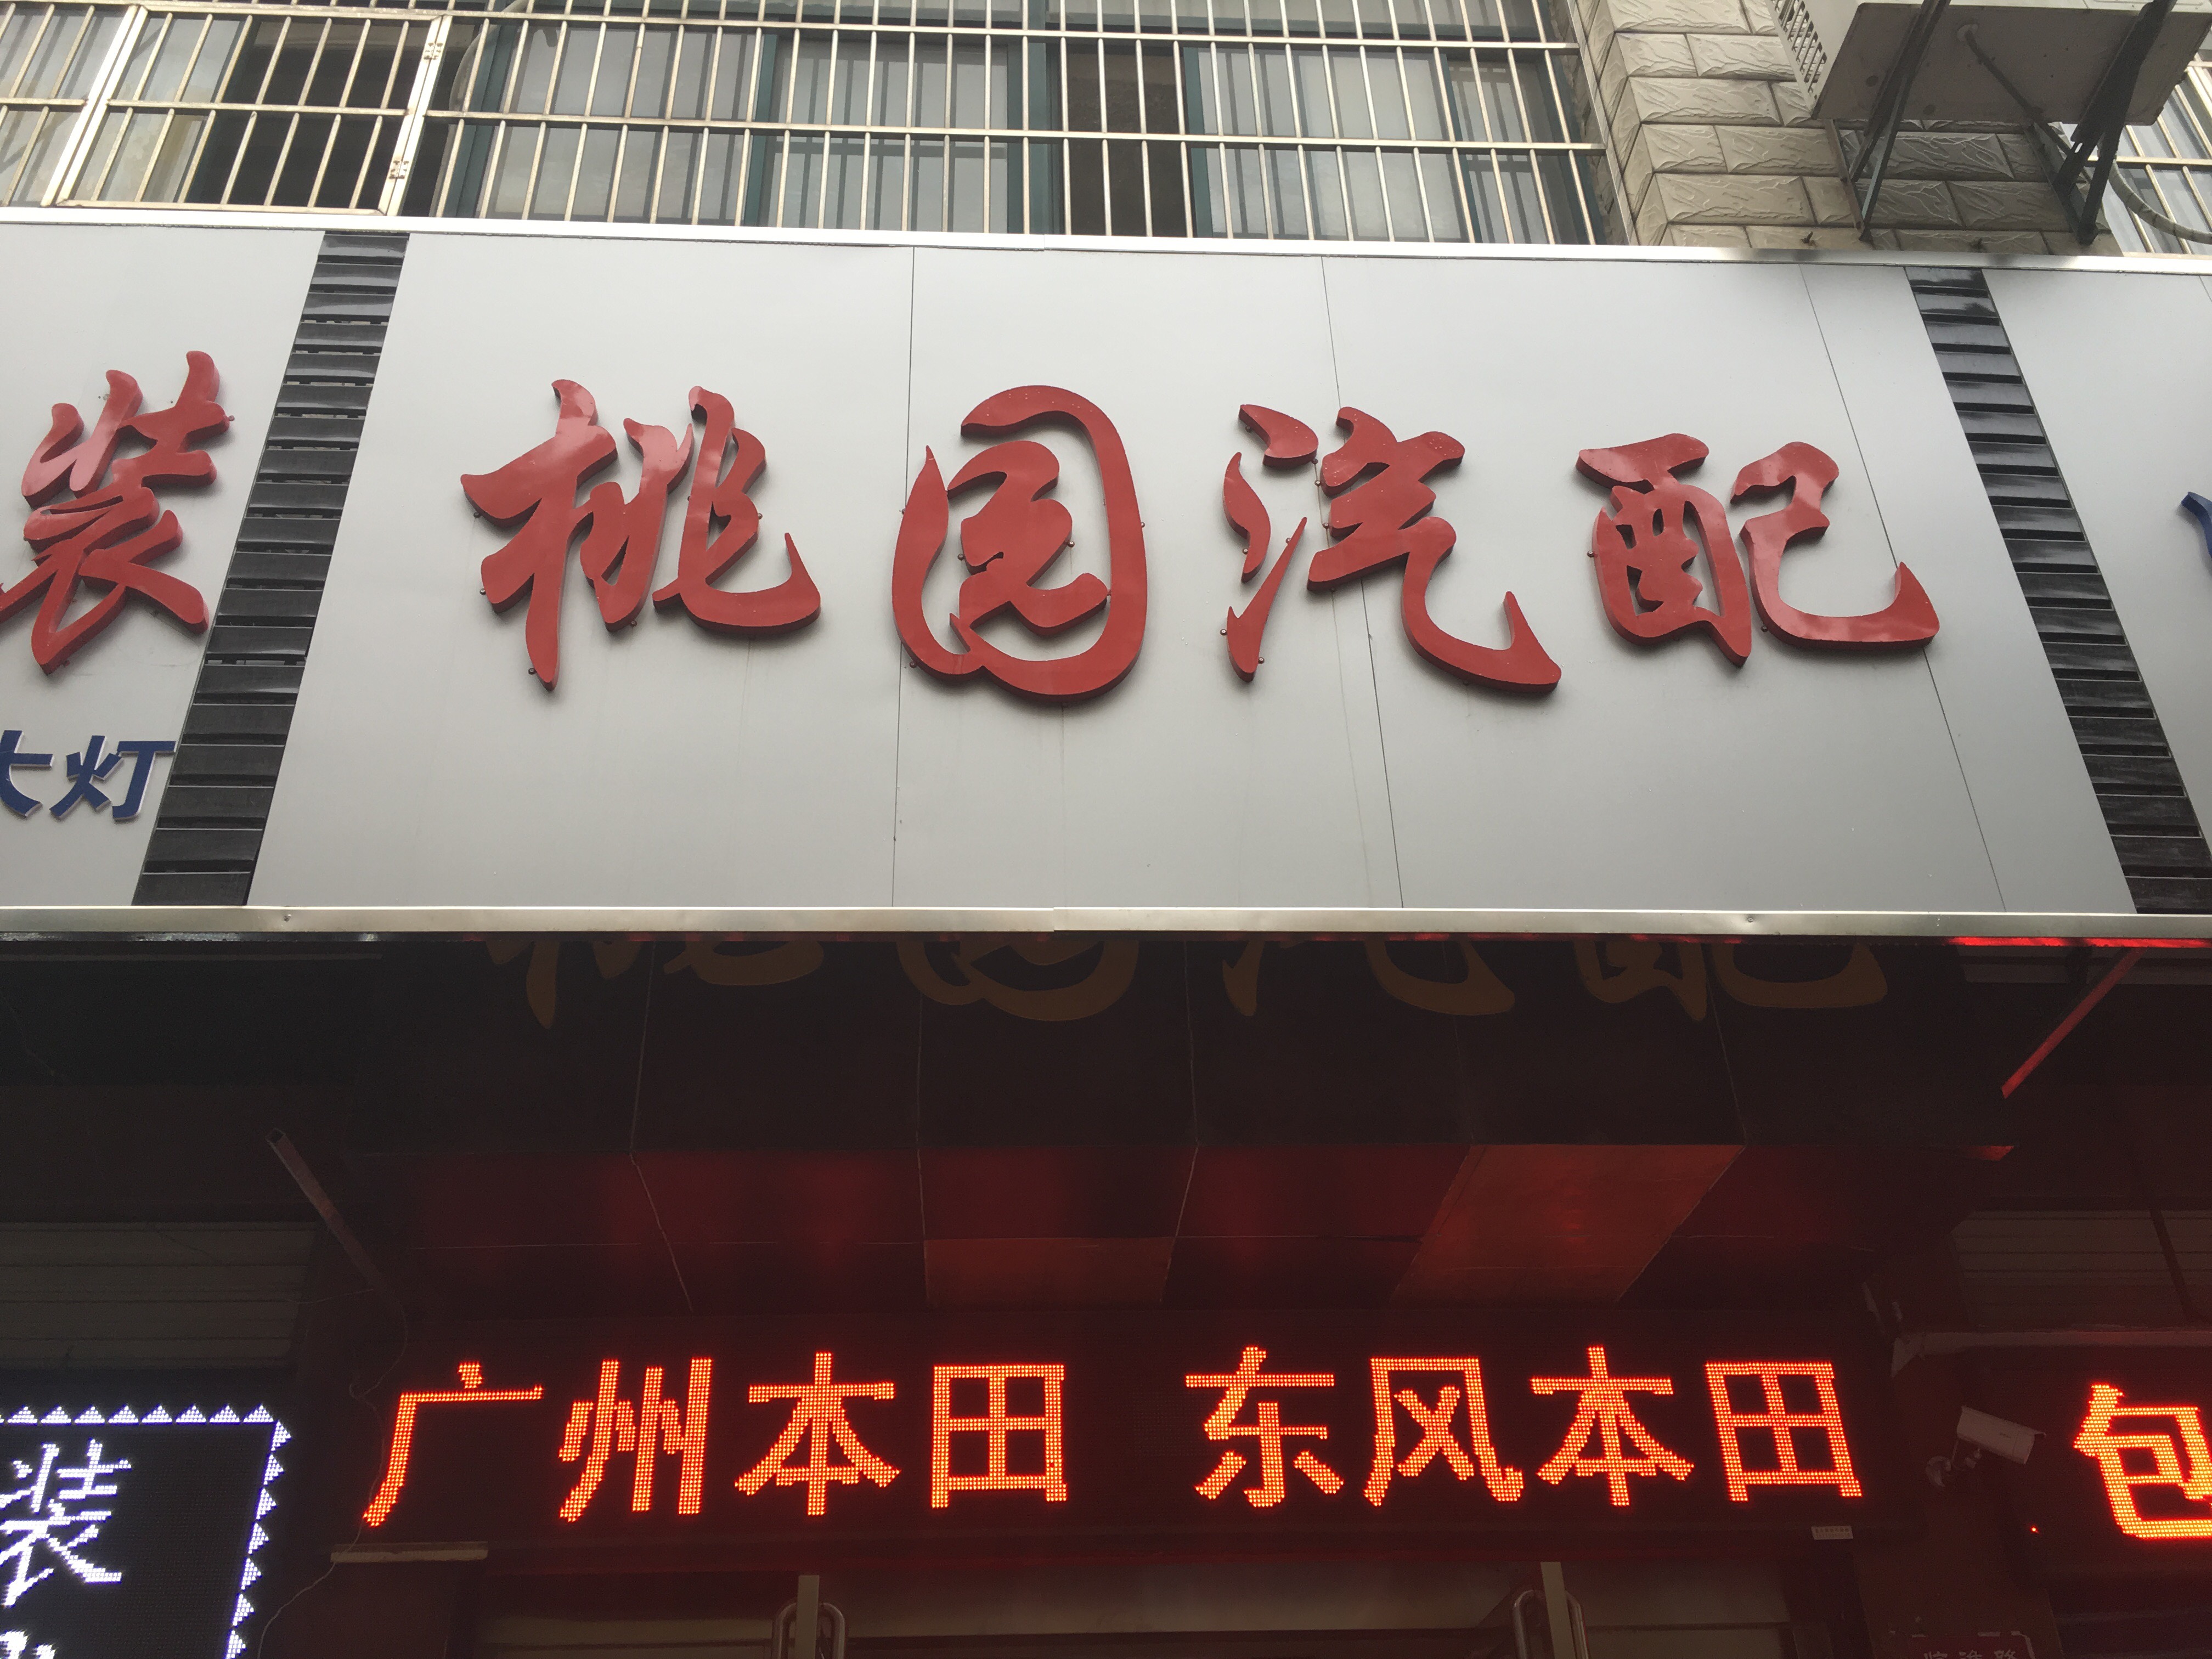 装
桃园汽配
大灯
广州本田 东风本田
装
包